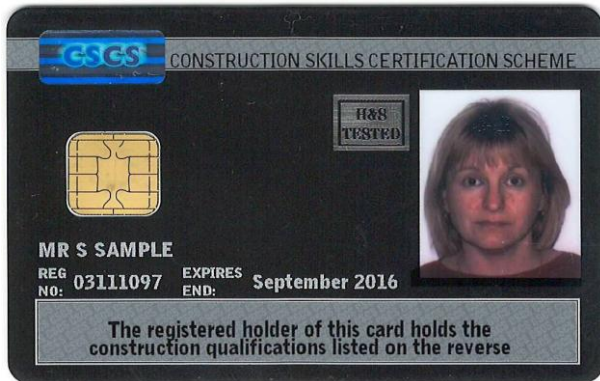 CSCS CONSTRUCTION SKILLS CERTIFICATION SCHEME
H&S
TESTED
MR S SAMPLE
REG NO: 03111097 EXPIRES END: September 2016
The registered holder of this card holds the
construction qualifications listed on the reverse